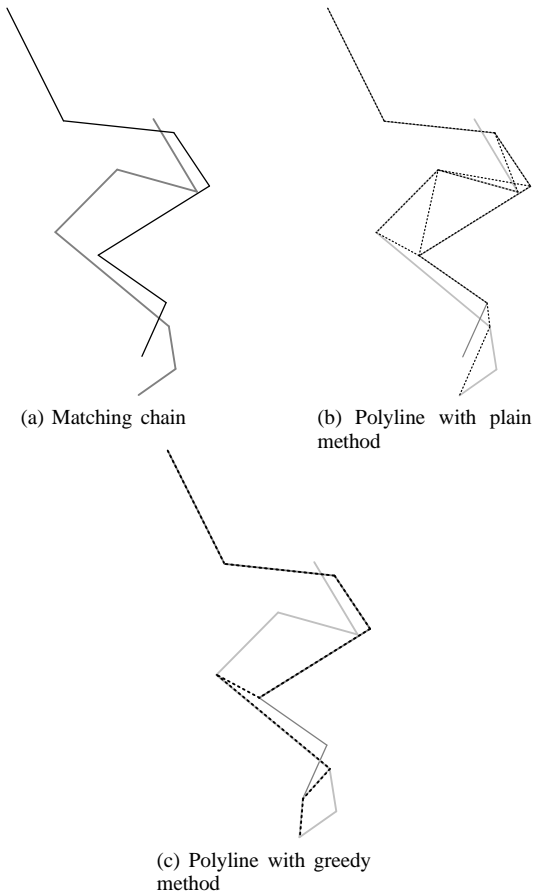 (a) Matching chain
(b) Polyline with plain
method
(c) Polyline with greedy
method